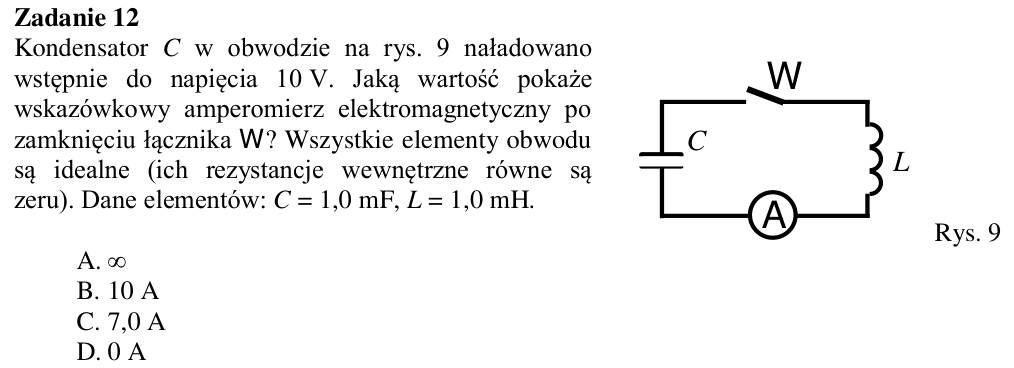 Zadanie 12
Kondensator C w obwodzie na rys. 9 naładowano
wstępnie do napięcia 10 V. Jaką wartość pokaże
wskazówkowy amperomierz elektromagnetyczny po
zamknięciu łącznika W? Wszystkie elementy obwodu
są idealne (ich rezystancje wewnętrzne równe są
zeru). Dane elementów: C = 1,0 mF, L = 1,0 mH.
A. ∞
B. 10 A
C. 7,0 A
D. 0 A
W
C
L
A
Rys. 9